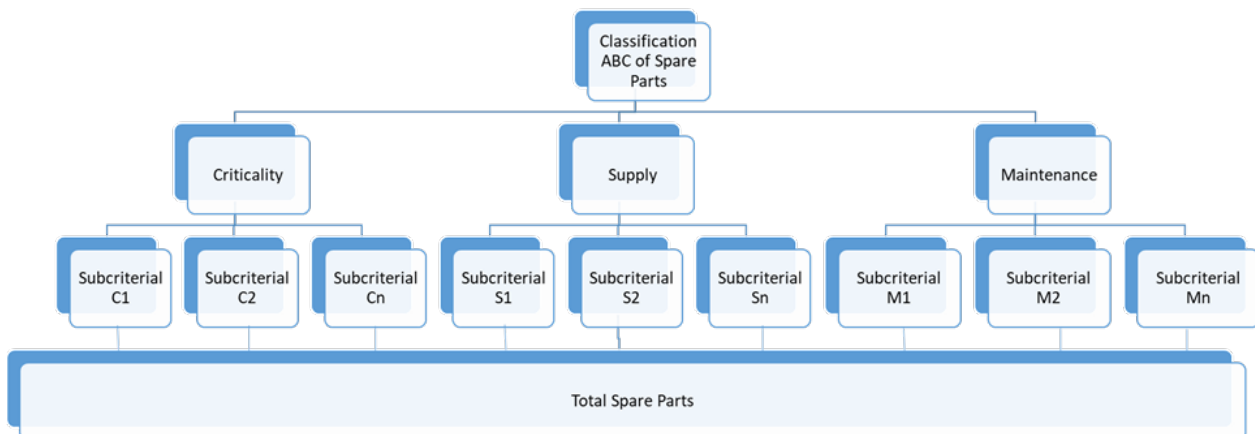 Classification
ABC of Spare
Parts
Criticality
Supply
Maintenance
Subcriterial
C1
Subcriterial
C2
Subcriterial
Cn
Subcriterial
S1
Subcriterial
S2
Subcriterial
Sn
Subcriterial
M1
Subcriterial
M2
Subcriterial
Mn
Total Spare Parts